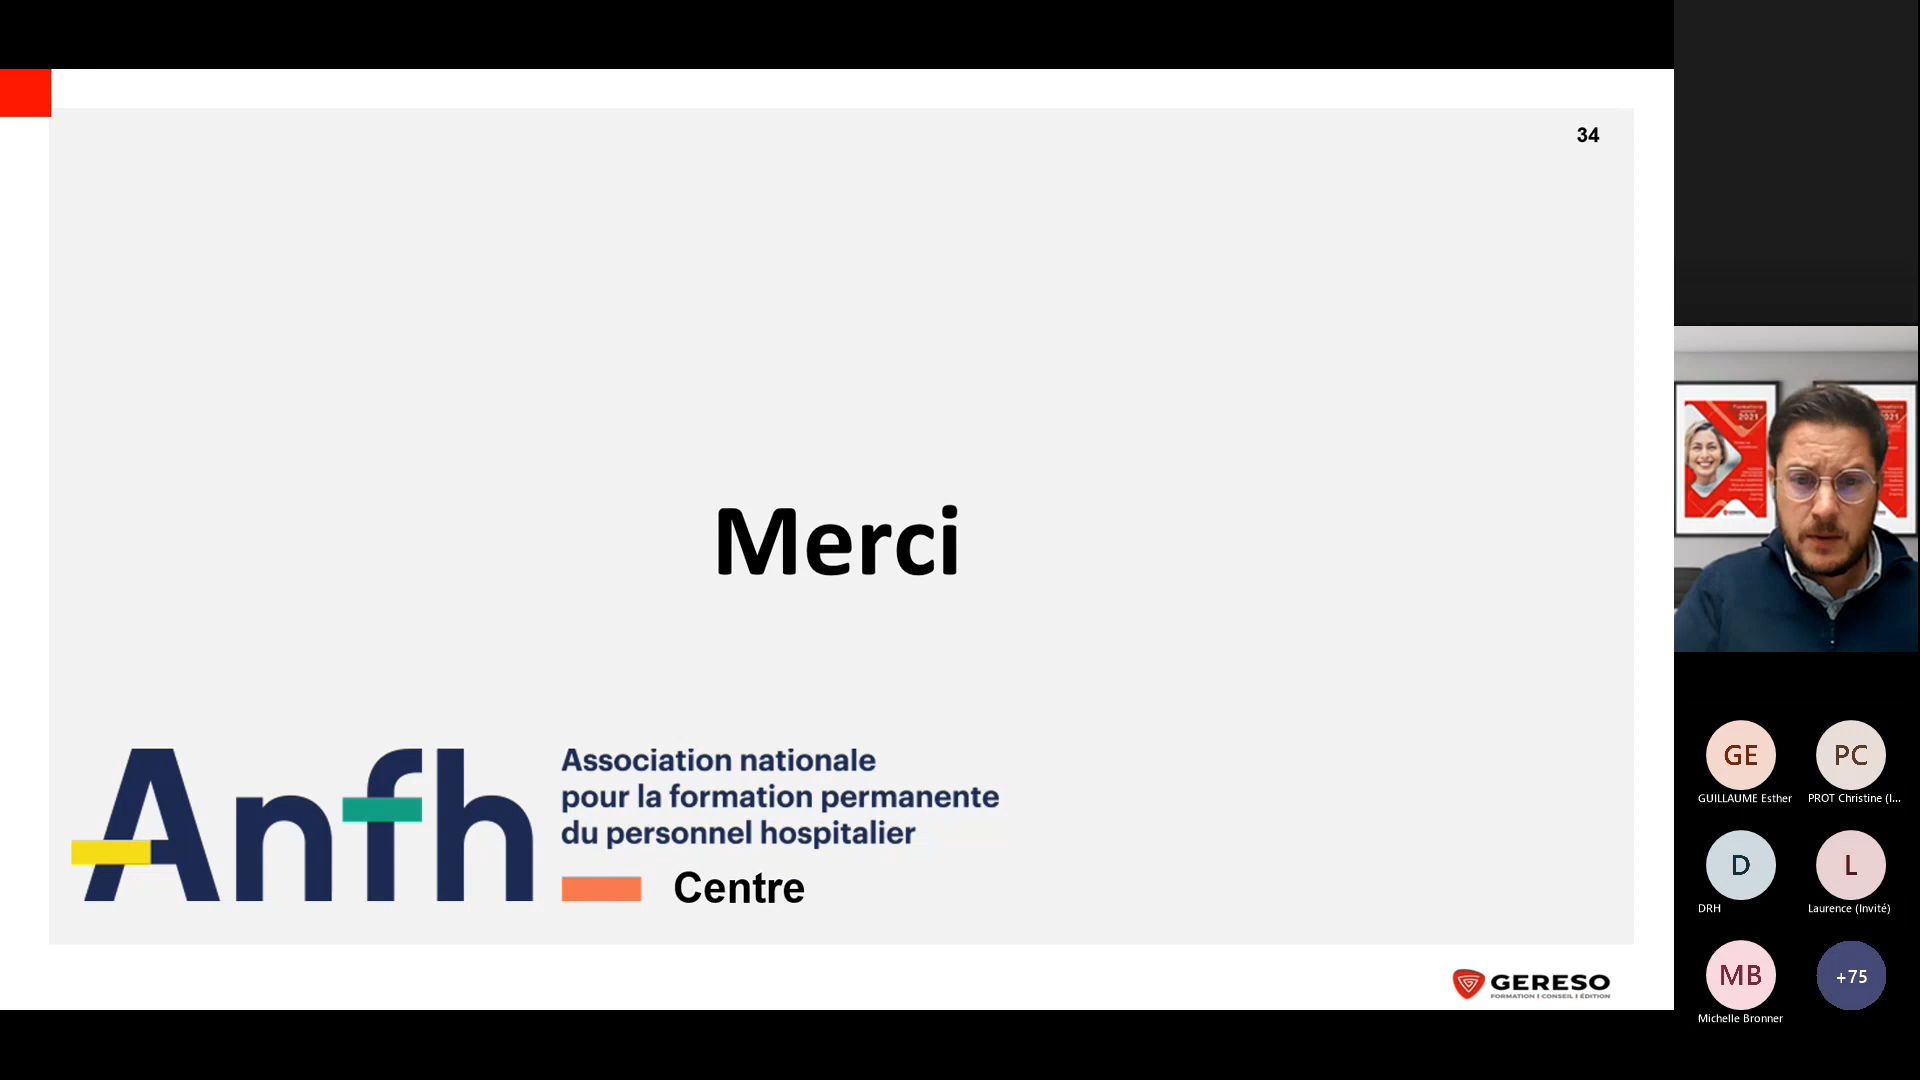 34
Merci
Anfh
Association nationale
pour la formation permanente
du personnel hospitalier
Centre
GERESO
FORMATION | CONSEIL | ÉDITION
2021
GE
PC
GUILLAUME Esther
PROT Christine (I...
D
L
DRH
Laurence (Invité)
MB
+75
Michelle Bronner